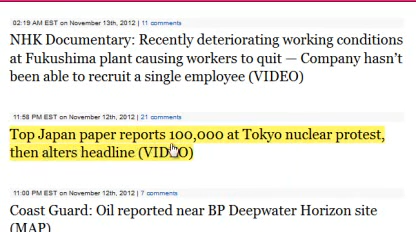 02:19 AM EST on November 13th, 2012 | 11 comments
NHK Documentary: Recently deteriorating working conditions
at Fukushima plant causing workers to quit — Company hasn't
been able to recruit a single employee (VIDEO)
11:58 PM EST on November 12th, 2012 | 21 comments
Top Japan paper reports 100,000 at Tokyo nuclear protest,
then alters headline (VIDEO)
11:00 PM EST on November 12th, 2012 | 7 comments
Coast Guard: Oil reported near BP Deepwater Horizon site
(MAP)